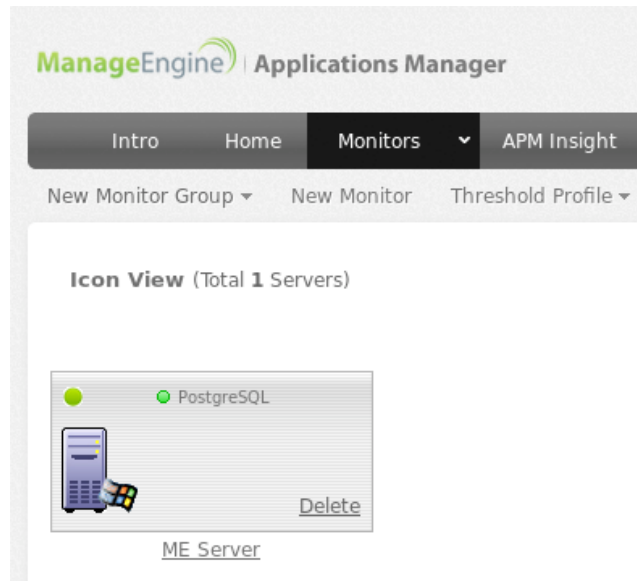 ManageEngine Applications Manager
Intro Home Monitors APM Insight
New Monitor Group New Monitor Threshold Profile
Icon View (Total 1 Servers)
PostgreSQL
Delete
ME Server